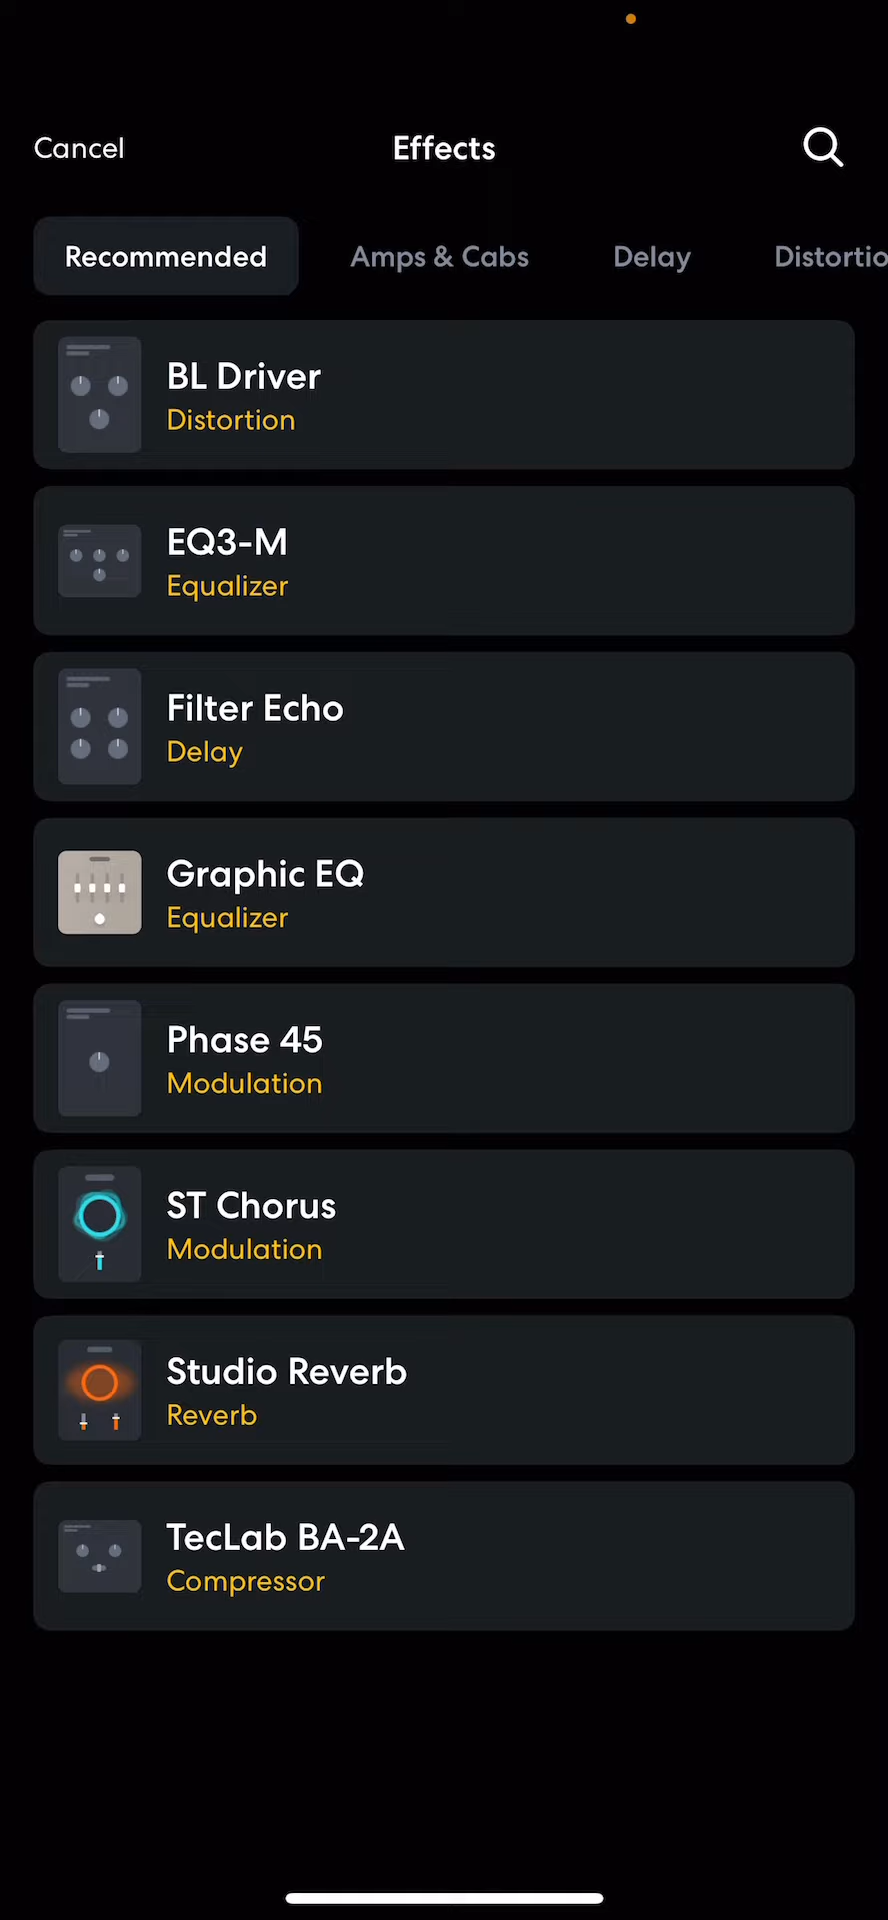 Cancel
Effects
Recommended
Amps & Cabs
Delay
Distortio
BL Driver
Distortion
EQ3-M
Equalizer
Filter Echo
Delay
Graphic EQ
Equalizer
Phase 45
Modulation
ST Chorus
Modulation
Studio Reverb
Reverb
TecLab BA-2A
Compressor